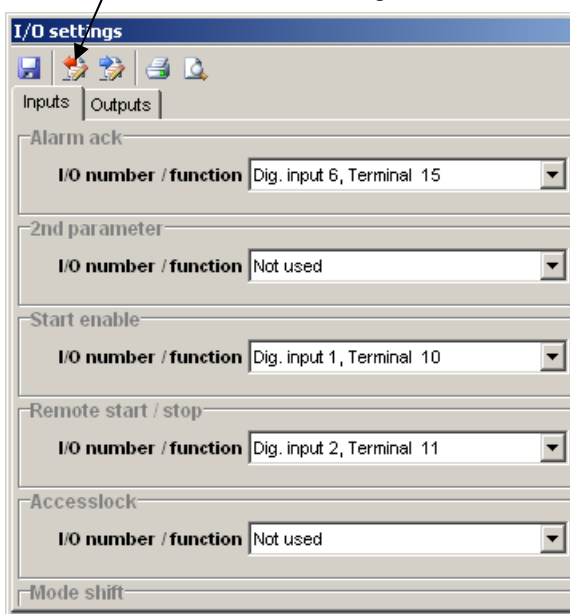 I/O settings
Inputs Outputs
Alarm ack
I/O number / function Dig. input 6, Terminal 15
2nd parameter
I/O number / function Not used
Start enable
I/O number / function Dig. input 1, Terminal 10
Remote start / stop
I/O number / function Dig. input 2, Terminal 11
Accesslock
I/O number / function Not used
Mode shift